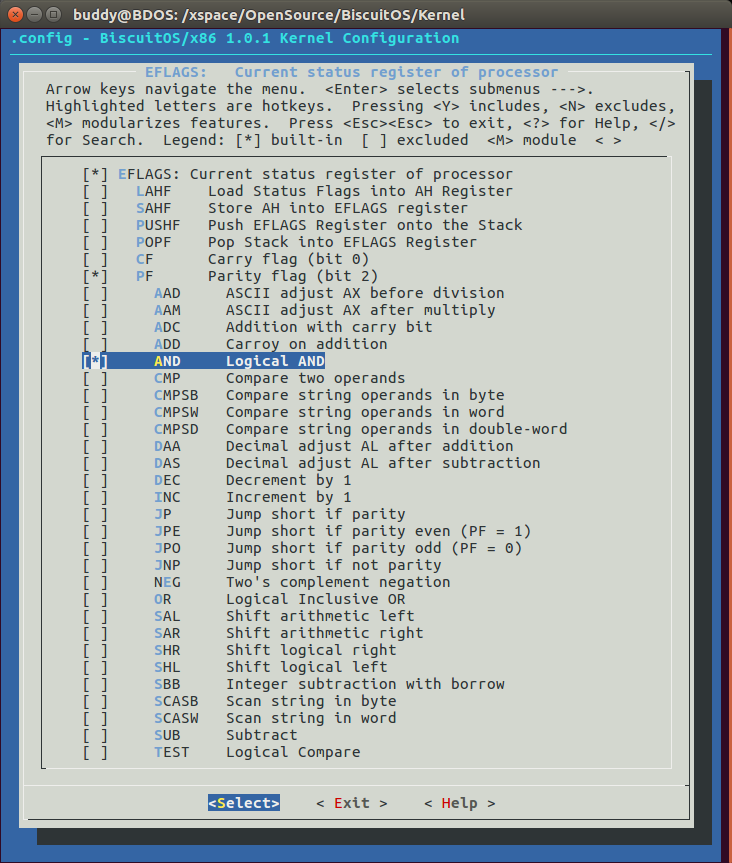 buddy@BDOS: /xspace/OpenSource/BiscuitOS/Kernel
.config - BiscuitOS/x86 1.0.1 Kernel Configuration
EFLAGS:   Current status register of processor
Arrow keys navigate the menu.  <Enter> selects submenus --->.
Highlighted letters are hotkeys.  Pressing <Y> includes, <N> excludes,
<M> modularizes features.  Press <Esc><Esc> to exit, <?> for Help, </>
for Search.  Legend: [*] built-in  [ ] excluded  <M> module  < >
[*] EFLAGS: Current status register of processor
[ ]   LAHF    Load Status Flags into AH Register
[ ]   SAHF    Store AH into EFLAGS register
[ ]   PUSHF   Push EFLAGS Register onto the Stack
[ ]   POPF    Pop Stack into EFLAGS Register
[ ]   CF      Carry flag (bit 0)
[*]   PF      Parity flag (bit 2)
[ ]     AAD     ASCII adjust AX before division
[ ]     AAM     ASCII adjust AX after multiply
[ ]     ADC     Addition with carry bit
[ ]     ADD     Carroy on addition
[*]     AND     Logical AND
[ ]     CMP     Compare two operands
[ ]     CMPSB   Compare string operands in byte
[ ]     CMPSW   Compare string operands in word
[ ]     CMPSD   Compare string operands in double-word
[ ]     DAA     Decimal adjust AL after addition
[ ]     DAS     Decimal adjust AL after subtraction
[ ]     DEC     Decrement by 1
[ ]     INC     Increment by 1
[ ]     JP      Jump short if parity
[ ]     JPE     Jump short if parity even (PF = 1)
[ ]     JPO     Jump short if parity odd (PF = 0)
[ ]     JNP     Jump short if not parity
[ ]     NEG     Two's complement negation
[ ]     OR      Logical Inclusive OR
[ ]     SAL     Shift arithmetic left
[ ]     SAR     Shift arithmetic right
[ ]     SHR     Shift logical right
[ ]     SHL     Shift logical left
[ ]     SBB     Integer subtraction with borrow
[ ]     SCASB   Scan string in byte
[ ]     SCASW   Scan string in word
[ ]     SUB     Subtract
[ ]     TEST    Logical Compare
<Select>    < Exit >    < Help >